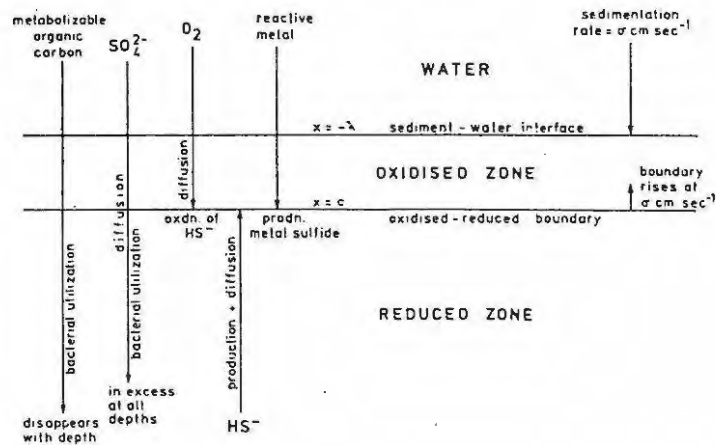 metabolizable
organic
carbon
SO₄²⁻
O₂
reactive
metal
sedimentation
rate = σ cm sec⁻¹
WATER
x = -λ
sediment - water interface
diffusion
diffusion
OXIDISED ZONE
boundary
rises at
σ cm sec⁻¹
x = c
oxdn. of
HS⁻
prodn.
metal sulfide
oxidised - reduced boundary
bacterial utilization
bacterial utilization
production + diffusion
REDUCED ZONE
in excess
at all
depths
disappears
with depth
HS⁻